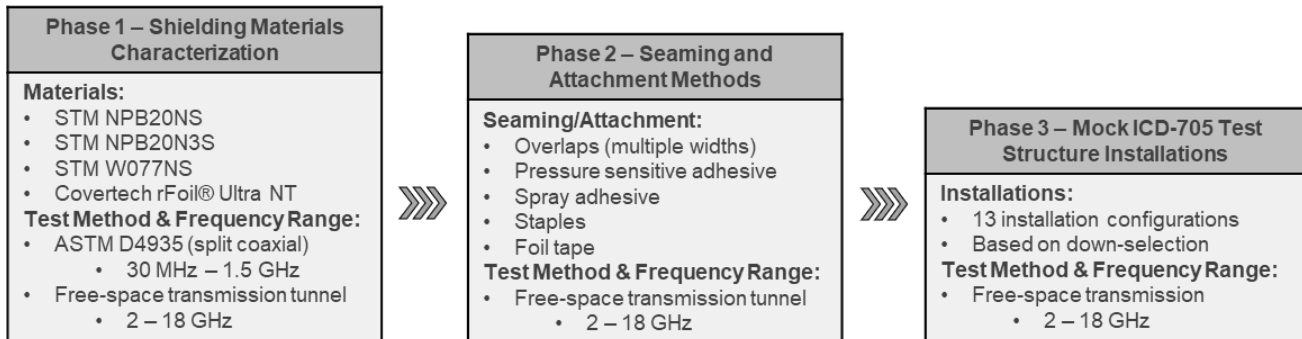 Phase 1 – Shielding Materials
Characterization
Materials:
• STM NPB20NS
• STM NPB20N3S
• STM W077NS
• Covertech rFoil® Ultra NT
Test Method & Frequency Range:
• ASTM D4935 (split coaxial)
• 30 MHz – 1.5 GHz
• Free-space transmission tunnel
• 2 – 18 GHz
Phase 2 – Seaming and
Attachment Methods
Seaming/Attachment:
• Overlaps (multiple widths)
• Pressure sensitive adhesive
• Spray adhesive
• Staples
• Foil tape
Test Method & Frequency Range:
• Free-space transmission tunnel
• 2 – 18 GHz
Phase 3 – Mock ICD-705 Test
Structure Installations
Installations:
• 13 installation configurations
• Based on down-selection
Test Method & Frequency Range:
• Free-space transmission
• 2 – 18 GHz